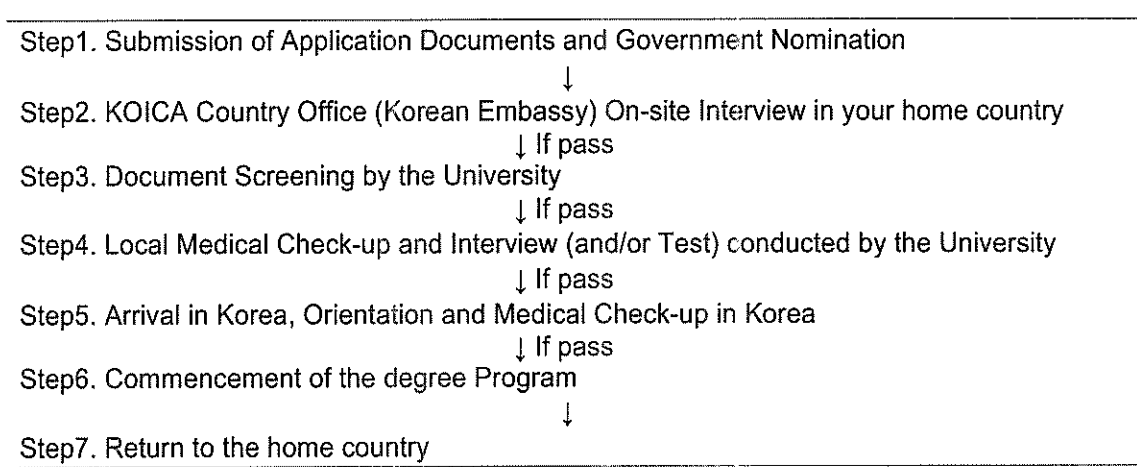 Step1. Submission of Application Documents and Government Nomination
↓
Step2. KOICA Country Office (Korean Embassy) On-site Interview in your home country
↓ If pass
Step3. Document Screening by the University
↓ If pass
Step4. Local Medical Check-up and Interview (and/or Test) conducted by the University
↓ If pass
Step5. Arrival in Korea, Orientation and Medical Check-up in Korea
↓ If pass
Step6. Commencement of the degree Program
↓
Step7. Return to the home country